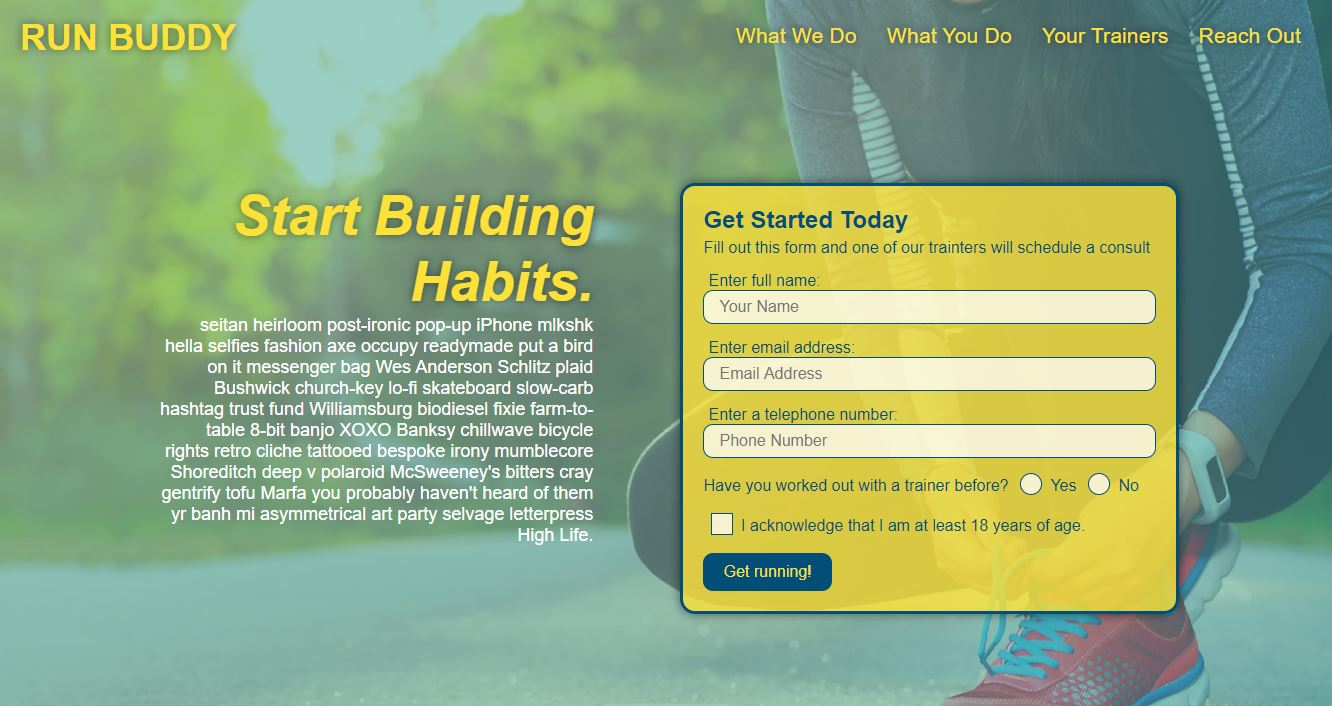 RUN BUDDY
What We Do What You Do Your Trainers Reach Out
Start Building
Habits.
seitan heirloom post-ironic pop-up iPhone mlkshk
hella selfies fashion axe occupy readymade put a bird
on it messenger bag Wes Anderson Schlitz plaid
Bushwick church-key lo-fi skateboard slow-carb
hashtag trust fund Williamsburg biodiesel fixie farm-to-
table 8-bit banjo XOXO Banksy chillwave bicycle
rights retro cliche tattooed bespoke irony mumblecore
Shoreditch deep v polaroid McSweeney's bitters cray
gentrify tofu Marfa you probably haven't heard of them
yr banh mi asymmetrical art party selvage letterpress
High Life.
Get Started Today
Fill out this form and one of our trainters will schedule a consult
Enter full name:
Your Name
Enter email address:
Email Address
Enter a telephone number:
Phone Number
Have you worked out with a trainer before? Yes No
I acknowledge that I am at least 18 years of age.
Get running!